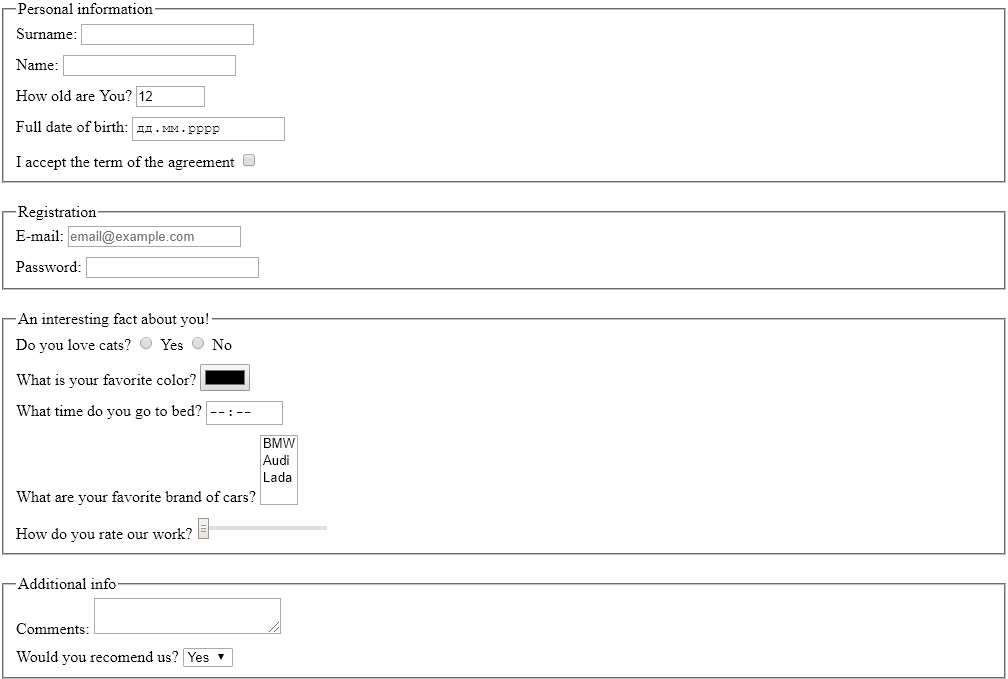 Personal information
Surname:
Name:
How old are You? 12
Full date of birth: дд.мм.рррр
I accept the term of the agreement
Registration
E-mail: email@example.com
Password:
An interesting fact about you!
Do you love cats? Yes No
What is your favorite color?
What time do you go to bed? --:--
BMW
Audi
Lada
What are your favorite brand of cars?
How do you rate our work?
Additional info
Comments:
Would you recomend us? Yes